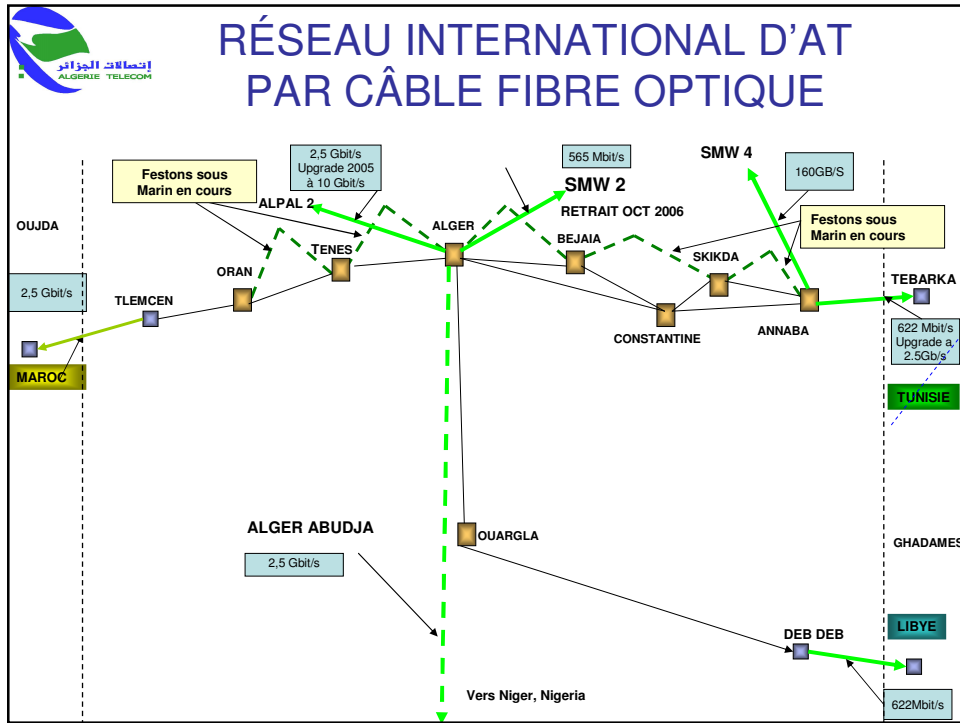 إتصالات الجزائر
ALGERIE TELECOM
RÉSEAU INTERNATIONAL D'AT
PAR CÂBLE FIBRE OPTIQUE
2,5 Gbit/s
Upgrade 2005
à 10 Gbit/s
565 Mbit/s
SMW 4
160GB/S
Festons sous
Marin en cours
ALPAL 2
SMW 2
RETRAIT OCT 2006
Festons sous
Marin en cours
OUJDA
ALGER
TENES
BEJAIA
SKIKDA
ORAN
TEBARKA
2,5 Gbit/s
TLEMCEN
CONSTANTINE
ANNABA
622 Mbit/s
Upgrade a
2.5Gb/s
MAROC
TUNISIE
ALGER ABUDJA
OUARGLA
GHADAMES
2,5 Gbit/s
LIBYE
DEB DEB
Vers Niger, Nigeria
622Mbit/s